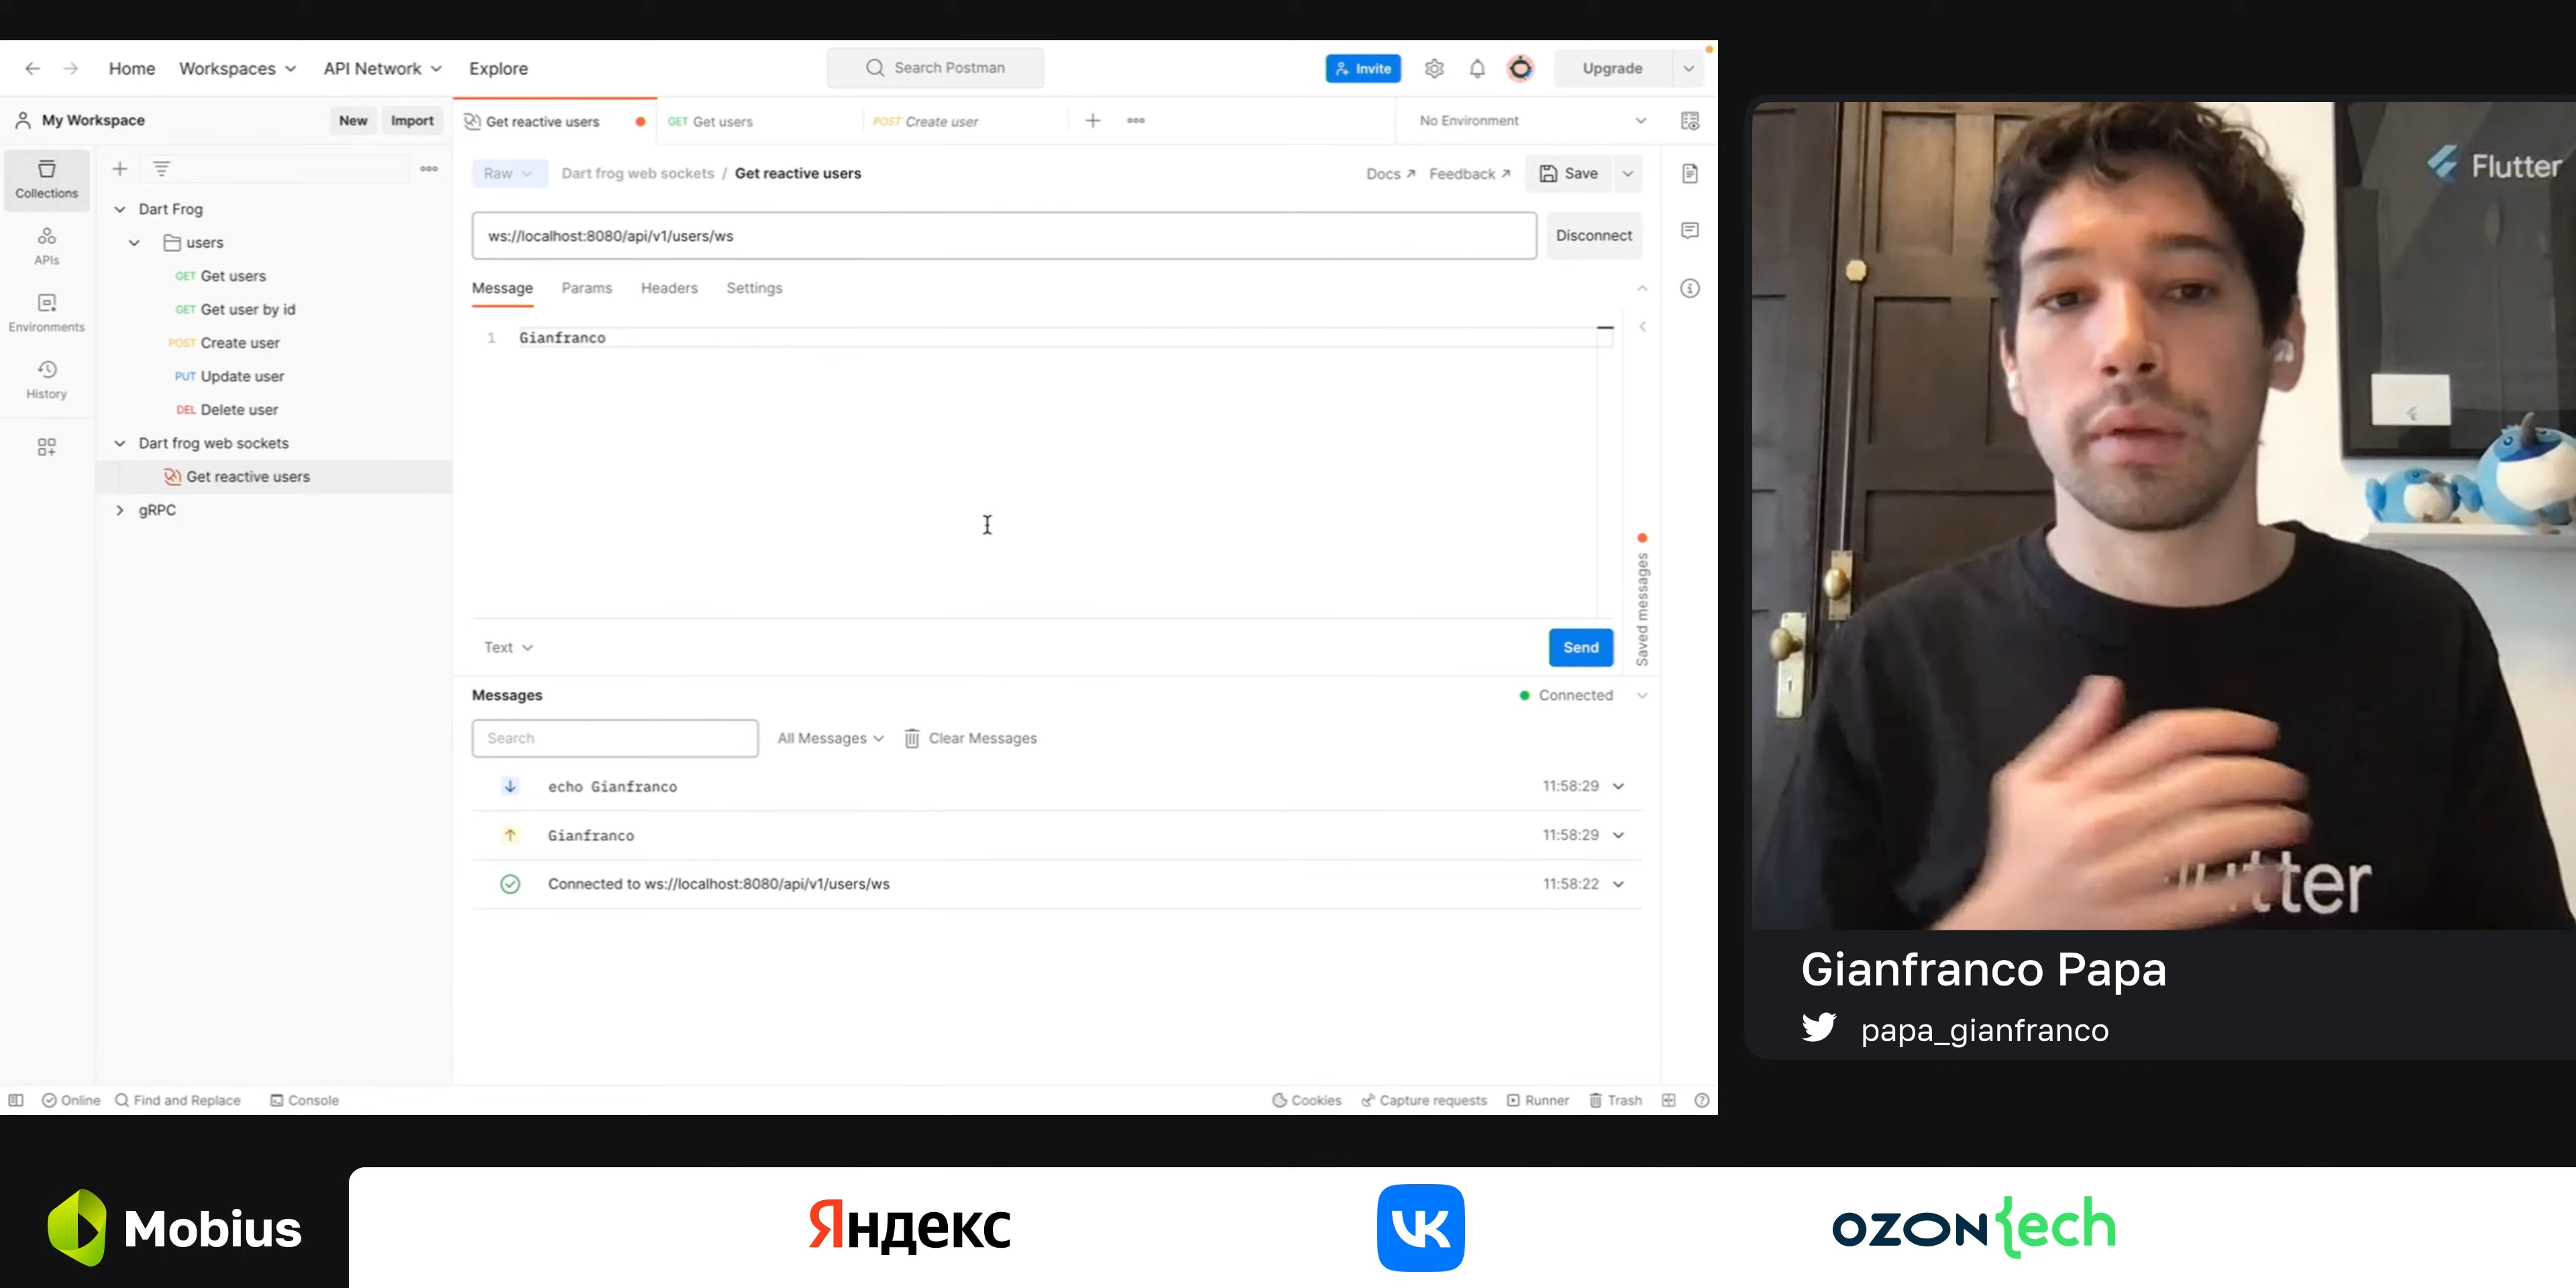 Home Workspaces API Network Explore Search Postman Invite Upgrade
My Workspace New Import Get reactive users GET Get users POST Create user No Environment
Raw Dart frog web sockets / Get reactive users Docs Feedback Save
ws://localhost:8080/api/v1/users/ws Disconnect
Message Params Headers Settings
1 Gianfranco
Text Send
Saved messages
Messages Connected
Search All Messages Clear Messages
echo Gianfranco 11:58:29
Gianfranco 11:58:29
Connected to ws://localhost:8080/api/v1/users/ws 11:58:22
Collections
APIs
Environments
History
Dart Frog
users
GET Get users
GET Get user by id
POST Create user
PUT Update user
DEL Delete user
Dart frog web sockets
Get reactive users
gRPC
Online Find and Replace Console Cookies Capture requests Runner Trash
Flutter
Gianfranco Papa
papa_gianfranco
Mobius Яндекс VK OZON{ech